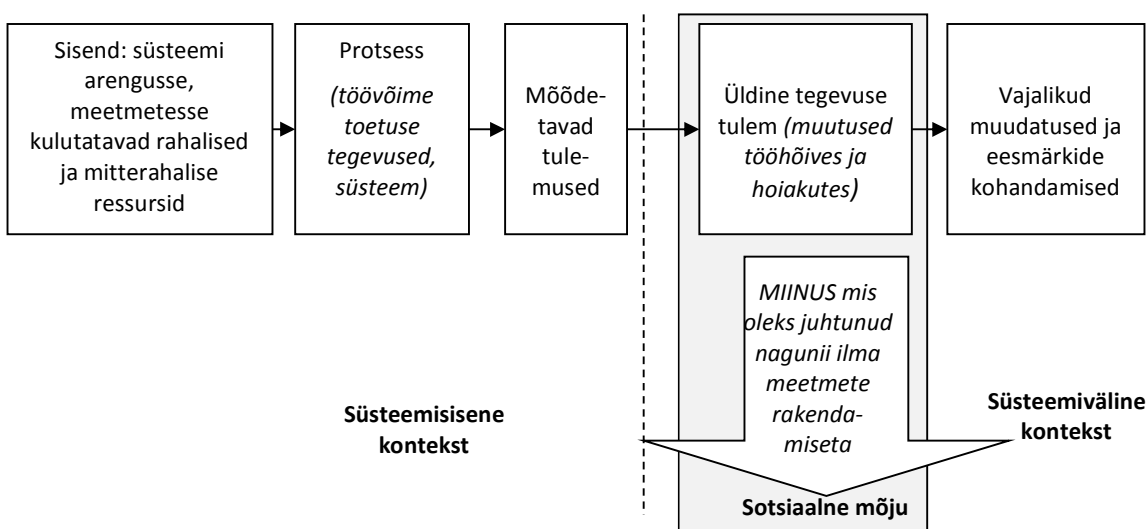 Sisend: süsteemi
arengusse,
meetmetesse
kulutatavad rahalised
ja mitterahalise
ressursid
Protsess
(töövõime
toetuse
tegevused,
süsteem)
Mõõde-
tavad
tule-
mused
Üldine tegevuse
tulem (muutused
tööhõives ja
hoiakutes)
Vajalikud
muudatused ja
eesmärkide
kohandamised
MIINUS mis
oleks juhtunud
nagunii ilma
meetmete
rakenda-
miseta
Süsteemisisene
kontekst
Süsteemiväline
kontekst
Sotsiaalne mõju